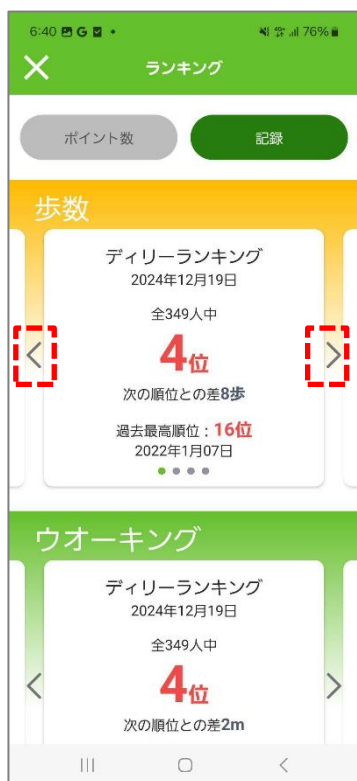 6:40 G 76%
ランキング
ポイント数 記録
歩数
ディリーランキング
2024年12月19日
全349人中
4位
次の順位との差8歩
過去最高順位：16位
2022年1月07日
ウオーキング
ディリーランキング
2024年12月19日
全349人中
4位
次の順位との差2m